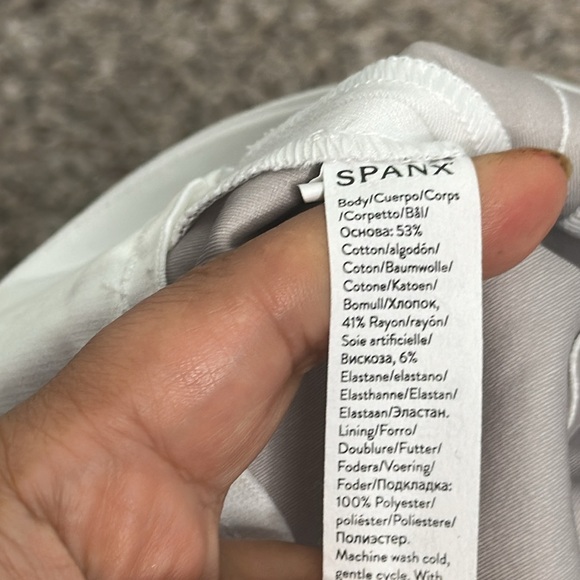 SPANX
Body/Cuerpo/Corps
/Corpetto/Bål/
Основа: 53%
Cotton/algodón/
Coton/Baumwolle/
Cotone/Katoen/
Bomull/Хлопок,
41% Rayon/rayón/
Soie artificielle/
Вискоза, 6%
Elastane/elastano/
Elasthanne/Elastan/
Elastaan/Эластан.
Lining/Forro/
Doublure/Futter/
Fodera/Voering/
Foder/Подкладка:
100% Polyester/
poliéster/Poliestere/
Полиэстер.
Machine wash cold,
gentle cycle. With